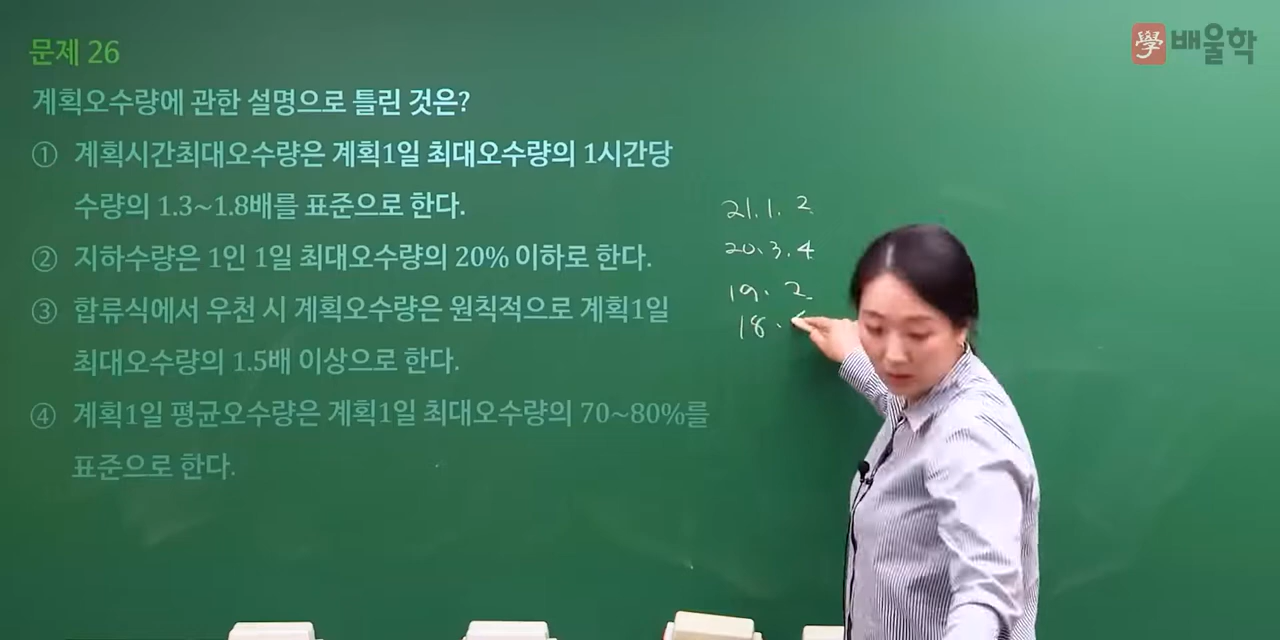 문제 26
學 배울학
계획오수량에 관한 설명으로 틀린 것은?
① 계획시간최대오수량은 계획1일 최대오수량의 1시간당
수량의 1.3~1.8배를 표준으로 한다.
② 지하수량은 1인 1일 최대오수량의 20% 이하로 한다.
③ 합류식에서 우천 시 계획오수량은 원칙적으로 계획1일
최대오수량의 1.5배 이상으로 한다.
④ 계획1일 평균오수량은 계획1일 최대오수량의 70~80%를
표준으로 한다.
21.1. 2
20.3.4
19. 2
18.